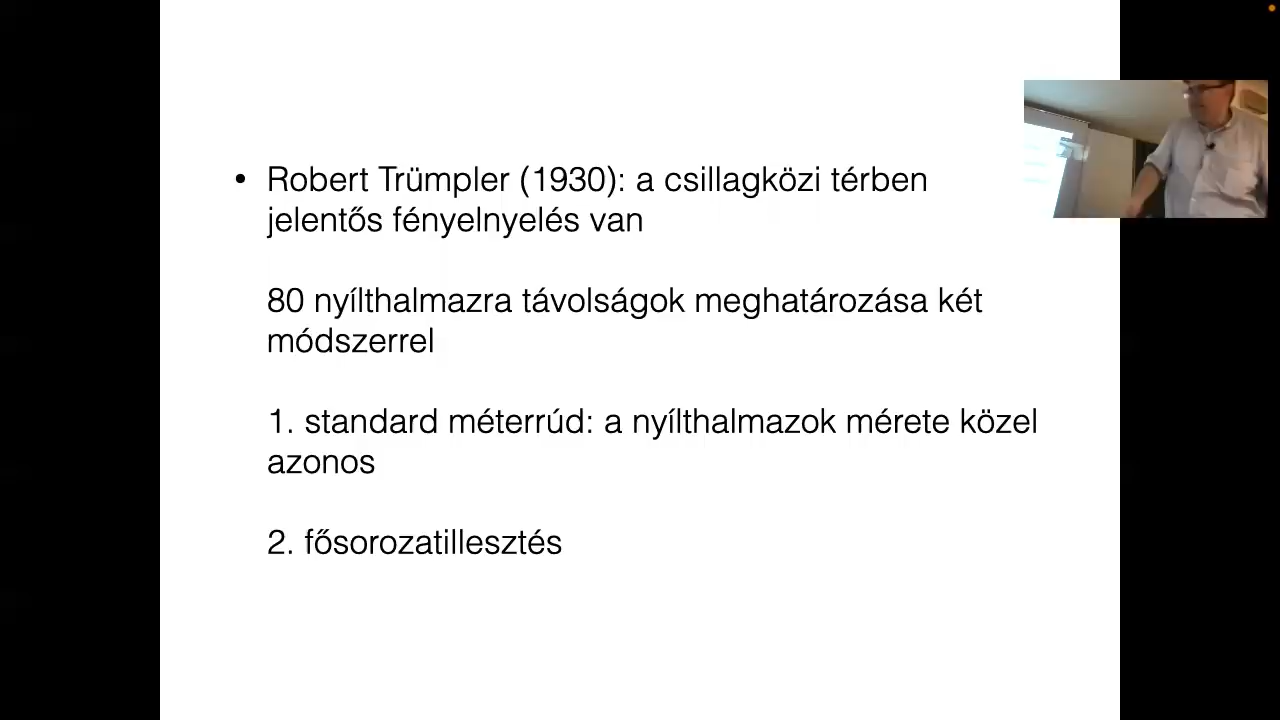 • Robert Trümpler (1930): a csillagközi térben
jelentős fényelnyelés van
80 nyílthalmazra távolságok meghatározása két
módszerrel
1. standard méterrúd: a nyílthalmazok mérete közel
azonos
2. fősorozatillesztés